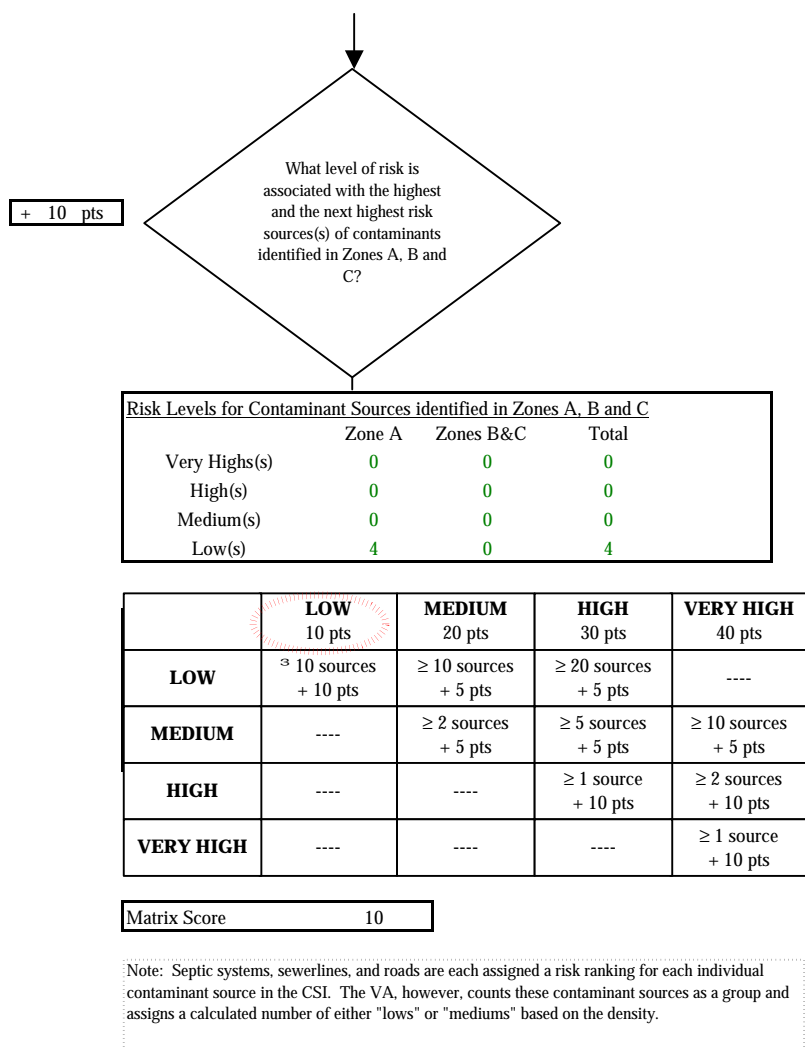 What level of risk is
associated with the highest
and the next highest risk
sources(s) of contaminants
identified in Zones A, B and
C?
+ 10 pts
Risk Levels for Contaminant Sources identified in Zones A, B and C
Zone A Zones B&C Total
Very Highs(s) 0 0 0
High(s) 0 0 0
Medium(s) 0 0 0
Low(s) 4 0 4
LOW MEDIUM HIGH VERY HIGH
10 pts 20 pts 30 pts 40 pts
LOW ³ 10 sources ≥ 10 sources ≥ 20 sources ----
+ 10 pts + 5 pts + 5 pts
MEDIUM ---- ≥ 2 sources ≥ 5 sources ≥ 10 sources
+ 5 pts + 5 pts + 5 pts
HIGH ---- ---- ≥ 1 source ≥ 2 sources
+ 10 pts + 10 pts
VERY HIGH ---- ---- ---- ≥ 1 source
+ 10 pts
Matrix Score 10
Note: Septic systems, sewerlines, and roads are each assigned a risk ranking for each individual
contaminant source in the CSI. The VA, however, counts these contaminant sources as a group and
assigns a calculated number of either "lows" or "mediums" based on the density.